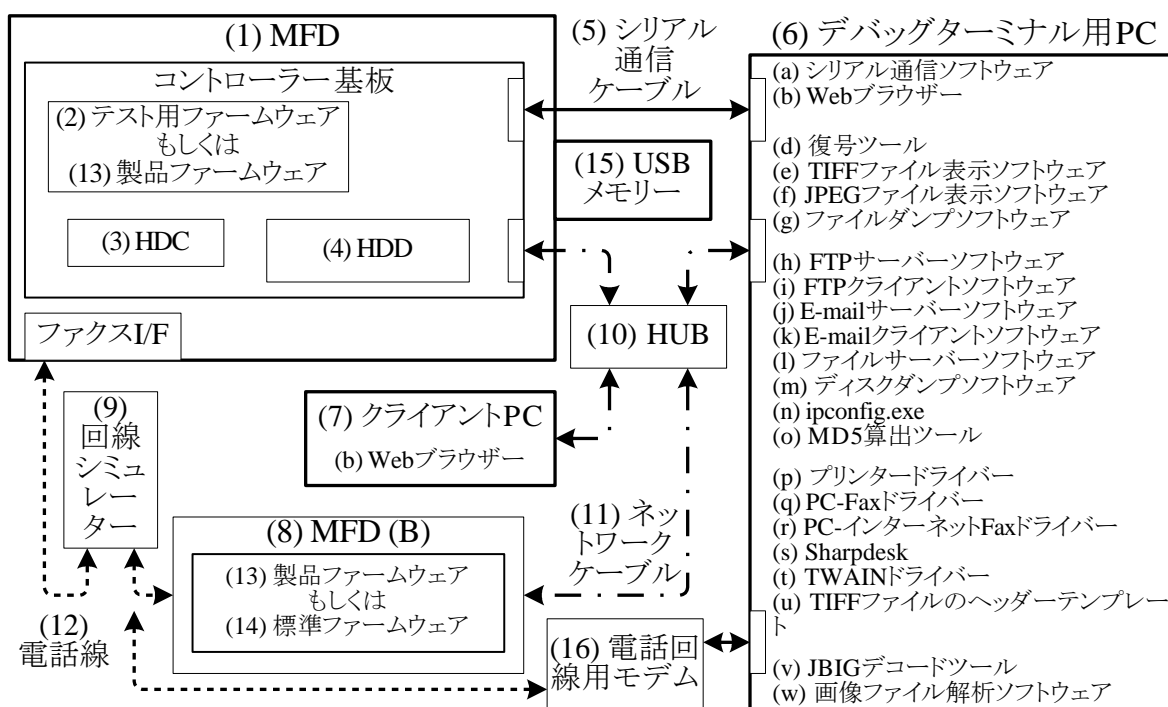 (1) MFD
コントローラー基板
(2) テスト用ファームウェア
もしくは
(13) 製品ファームウェア
(3) HDC
(4) HDD
ファクスI/F
(5) シリアル
通信
ケーブル
(15) USB
メモリー
(10) HUB
(7) クライアントPC
(b) Webブラウザー
(9)
回線
シミュ
レー
ター
(8) MFD (B)
(13) 製品ファームウェア
もしくは
(14) 標準ファームウェア
(11) ネッ
トワーク
ケーブル
(12)
電話線
(16) 電話回
線用モデム
(6) デバッグターミナル用PC
(a) シリアル通信ソフトウェア
(b) Webブラウザー
(d) 復号ツール
(e) TIFFファイル表示ソフトウェア
(f) JPEGファイル表示ソフトウェア
(g) ファイルダンプソフトウェア
(h) FTPサーバーソフトウェア
(i) FTPクライアントソフトウェア
(j) E-mailサーバーソフトウェア
(k) E-mailクライアントソフトウェア
(l) ファイルサーバーソフトウェア
(m) ディスクダンプソフトウェア
(n) ipconfig.exe
(o) MD5算出ツール
(p) プリンタードライバー
(q) PC-Faxドライバー
(r) PC-インターネットFaxドライバー
(s) Sharpdesk
(t) TWAINドライバー
(u) TIFFファイルのヘッダーテンプレー
ト
(v) JBIGデコードツール
(w) 画像ファイル解析ソフトウェア